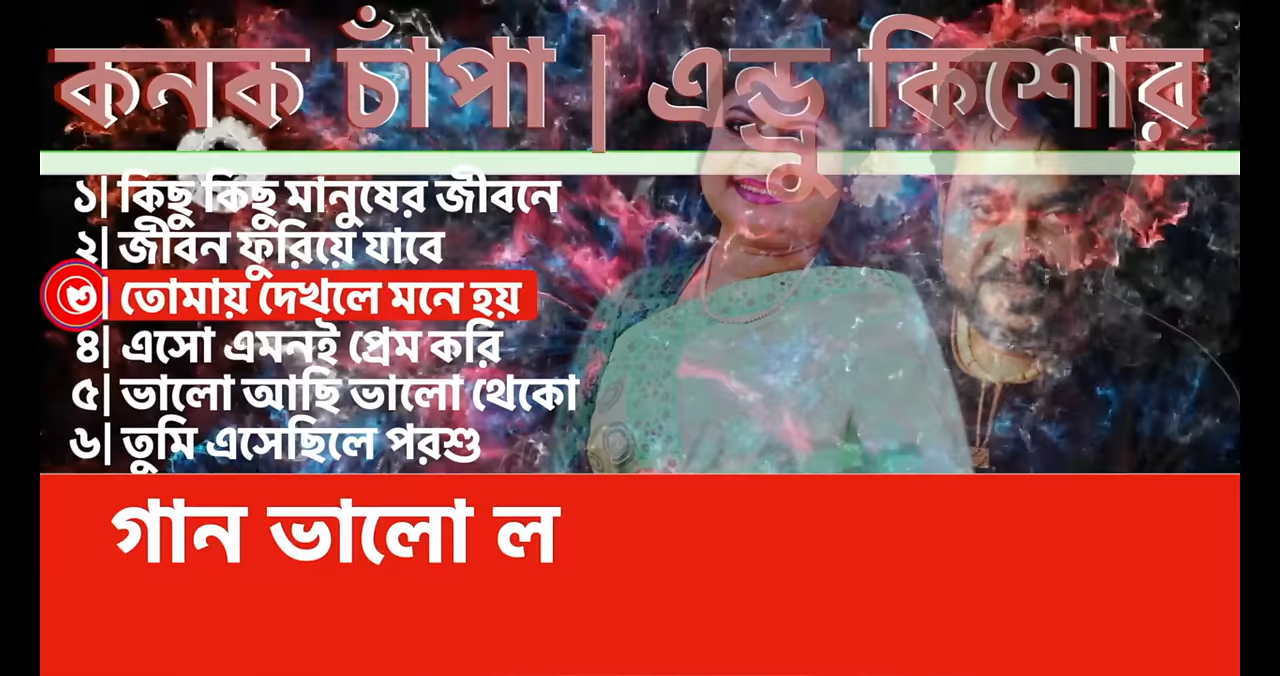 কনক চাঁপা | এন্ড্রু কিশোর
১| কিছু কিছু মানুষের জীবনে
২| জীবন ফুরিয়ে যাবে
৩| তোমায় দেখলে মনে হয়
৪| এসো এমনই প্রেম করি
৫| ভালো আছি ভালো থেকো
৬| তুমি এসেছিলে পরশু
গান ভালো ল